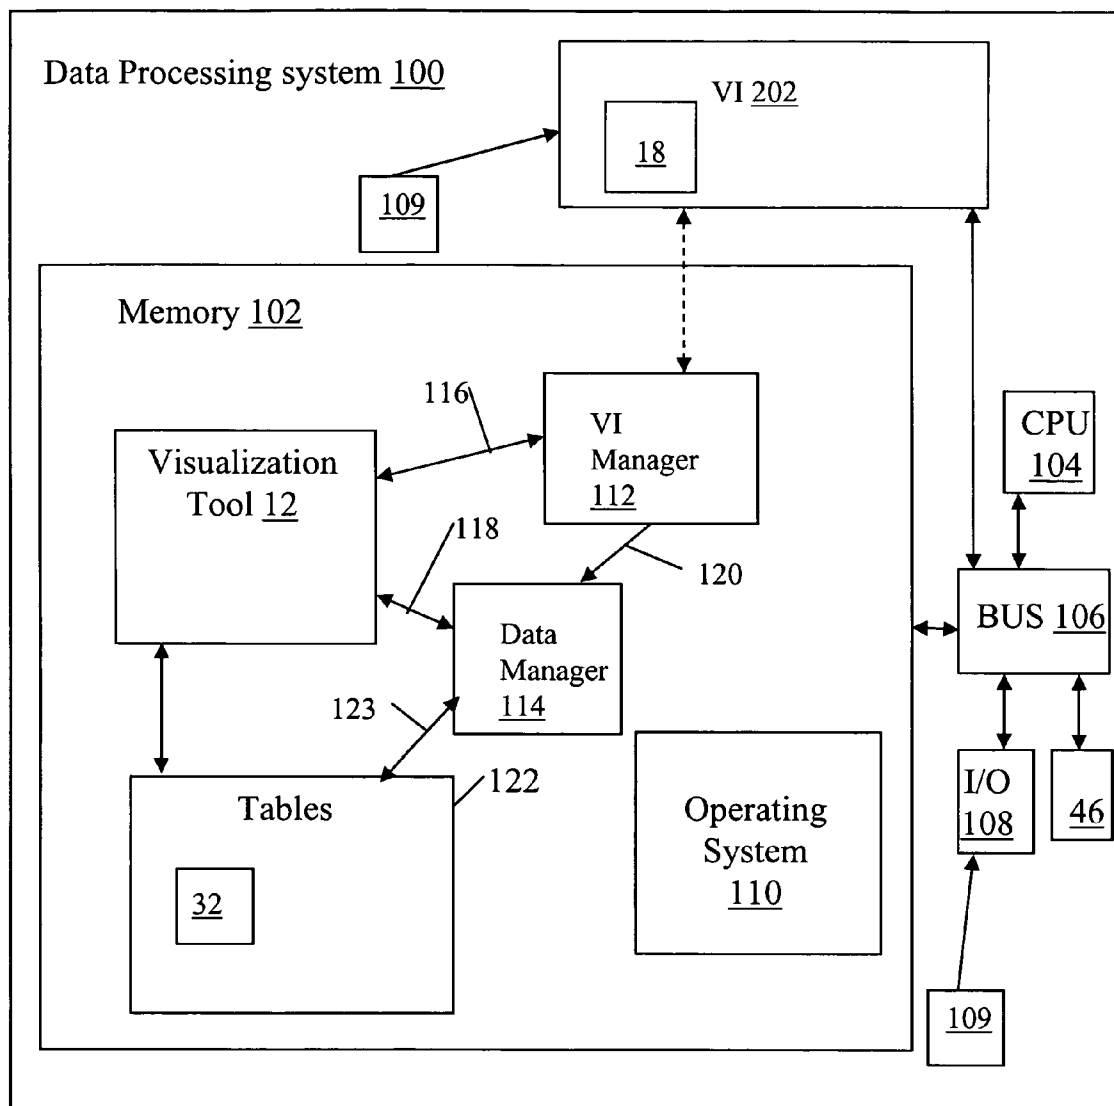 Data Processing system 100
VI 202
18
109
Memory 102
116
VI
Manager
112
CPU
104
Visualization
Tool 12
118
120
BUS 106
Data
Manager
114
123
122
Tables
32
Operating
System
110
I/O
108
46
109